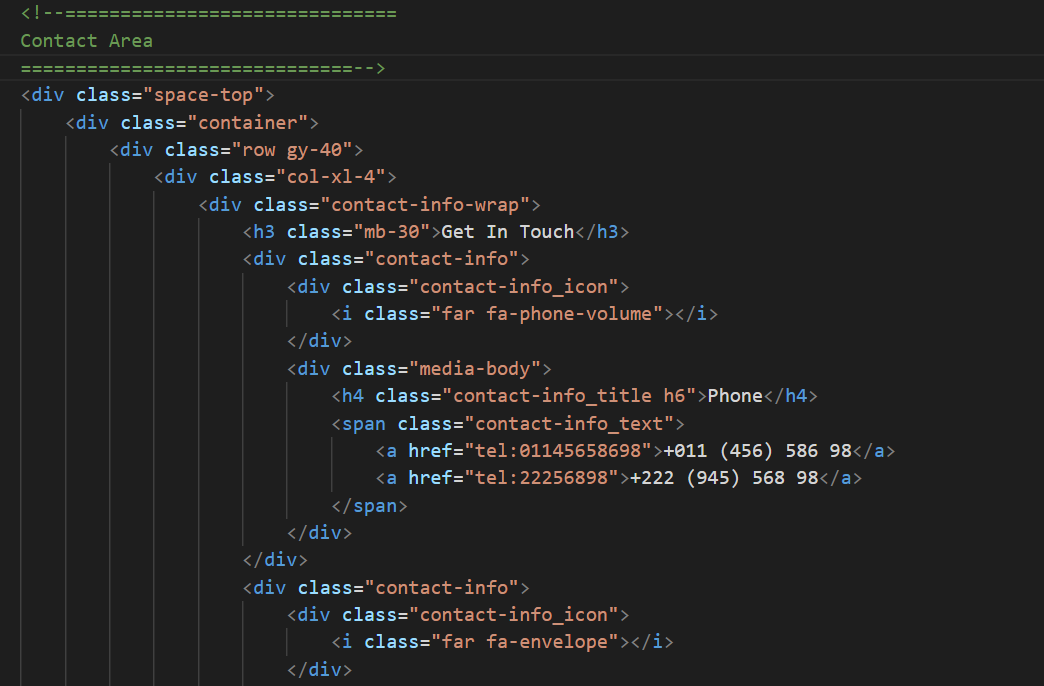 <!--==============================
Contact Area
==============================-->
<div class="space-top">
<div class="container">
<div class="row gy-40">
<div class="col-xl-4">
<div class="contact-info-wrap">
<h3 class="mb-30">Get In Touch</h3>
<div class="contact-info">
<div class="contact-info_icon">
<i class="far fa-phone-volume"></i>
</div>
<div class="media-body">
<h4 class="contact-info_title h6">Phone</h4>
<span class="contact-info_text">
<a href="tel:01145658698">+011 (456) 586 98</a>
<a href="tel:22256898">+222 (945) 568 98</a>
</span>
</div>
</div>
<div class="contact-info">
<div class="contact-info_icon">
<i class="far fa-envelope"></i>
</div>